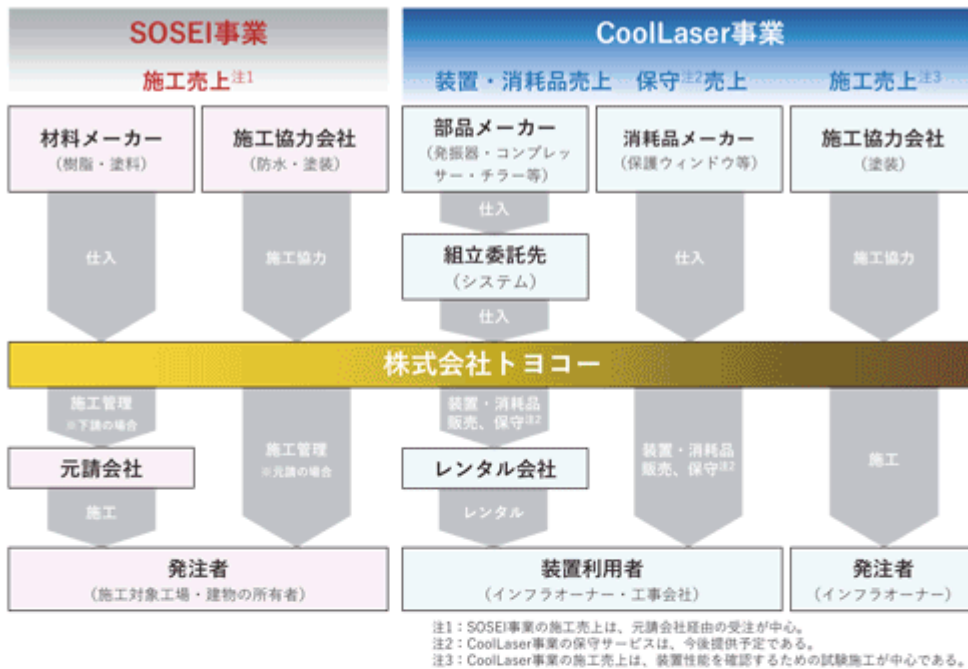 SOSEI事業
施工売上注1
材料メーカー
(樹脂・塗料)
施工協力会社
(防水・塗装)
仕入
施工協力
CoolLaser事業
装置・消耗品売上 保守注2売上 施工売上注3
部品メーカー
(発振器・コンプレッ
サー・チラー等)
消耗品メーカー
(保護ウィンドウ等)
施工協力会社
(塗装)
仕入
組立委託先
(システム)
仕入
仕入
施工協力
株式会社トヨコー
施工管理
※下請の場合
元請会社
施工
施工管理
※元請の場合
発注者
(施工対象工場・建物の所有者)
装置・消耗品
販売、保守注2
レンタル会社
レンタル
装置・消耗品
販売、保守注2
装置利用者
(インフラオーナー・工事会社)
施工
発注者
(インフラオーナー)
注1:SOSEI事業の施工売上は、元請会社経由の受注が中心。
注2:CoolLaser事業の保守サービスは、今後提供予定である。
注3:CoolLaser事業の施工売上は、装置性能を確認するための試験施工が中心である。